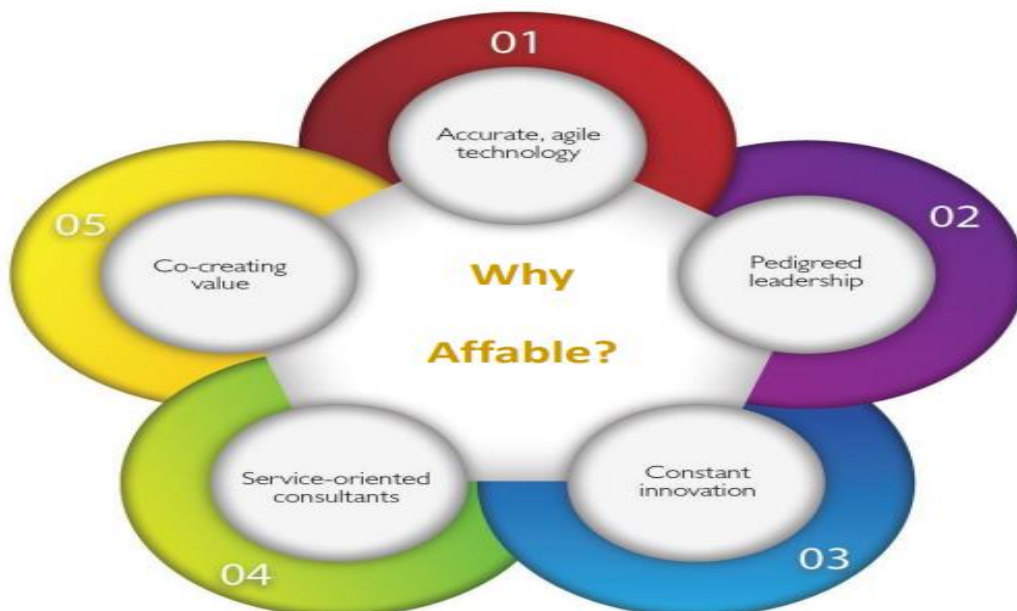 Why
Affable?
01
Accurate, agile
technology
02
Pedigreed
leadership
03
Constant
innovation
04
Service-oriented
consultants
05
Co-creating
value